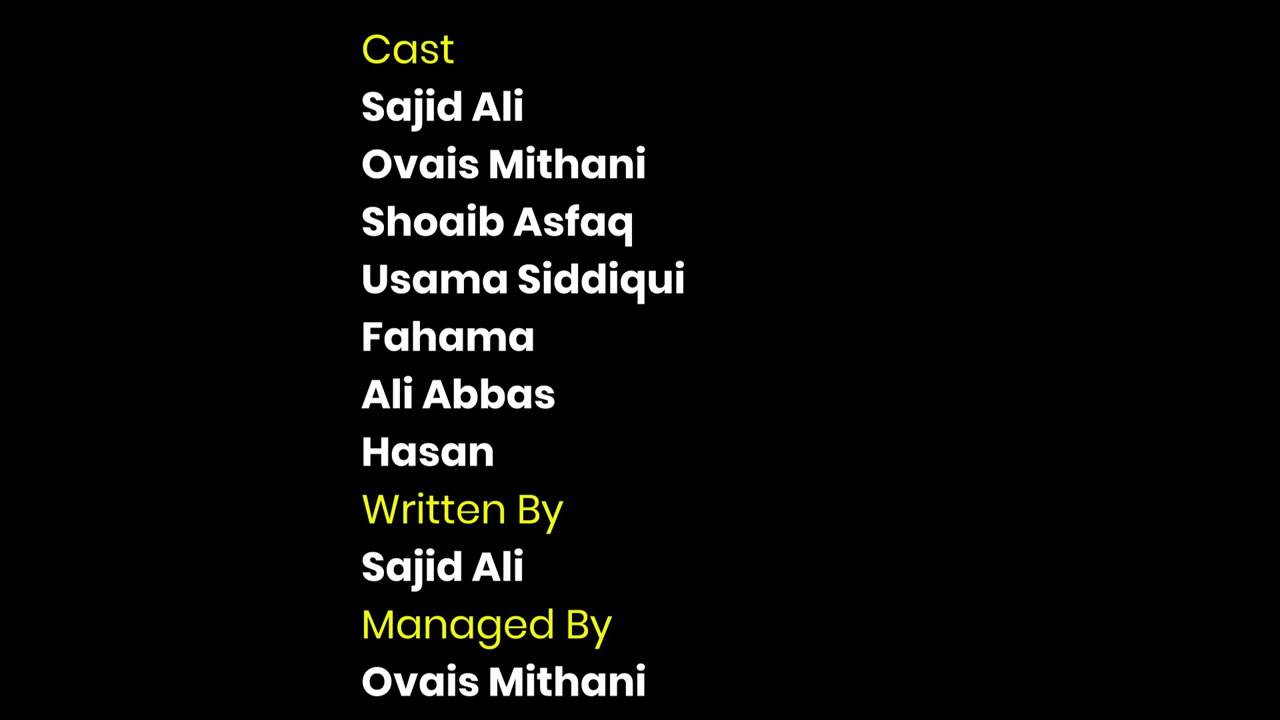 Cast
Sajid Ali
Ovais Mithani
Shoaib Asfaq
Usama Siddiqui
Fahama
Ali Abbas
Hasan
Written By
Sajid Ali
Managed By
Ovais Mithani